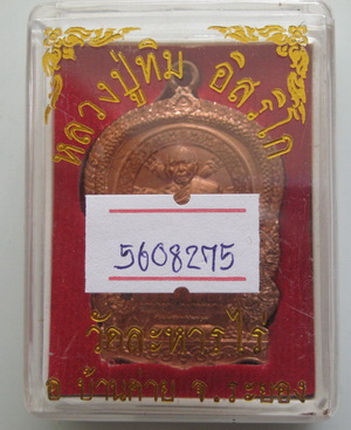 หลวงปู่ทิม อิสริโก
5608275
วัดละหารไร่
อ.บ้านค่าย จ.ระยอง